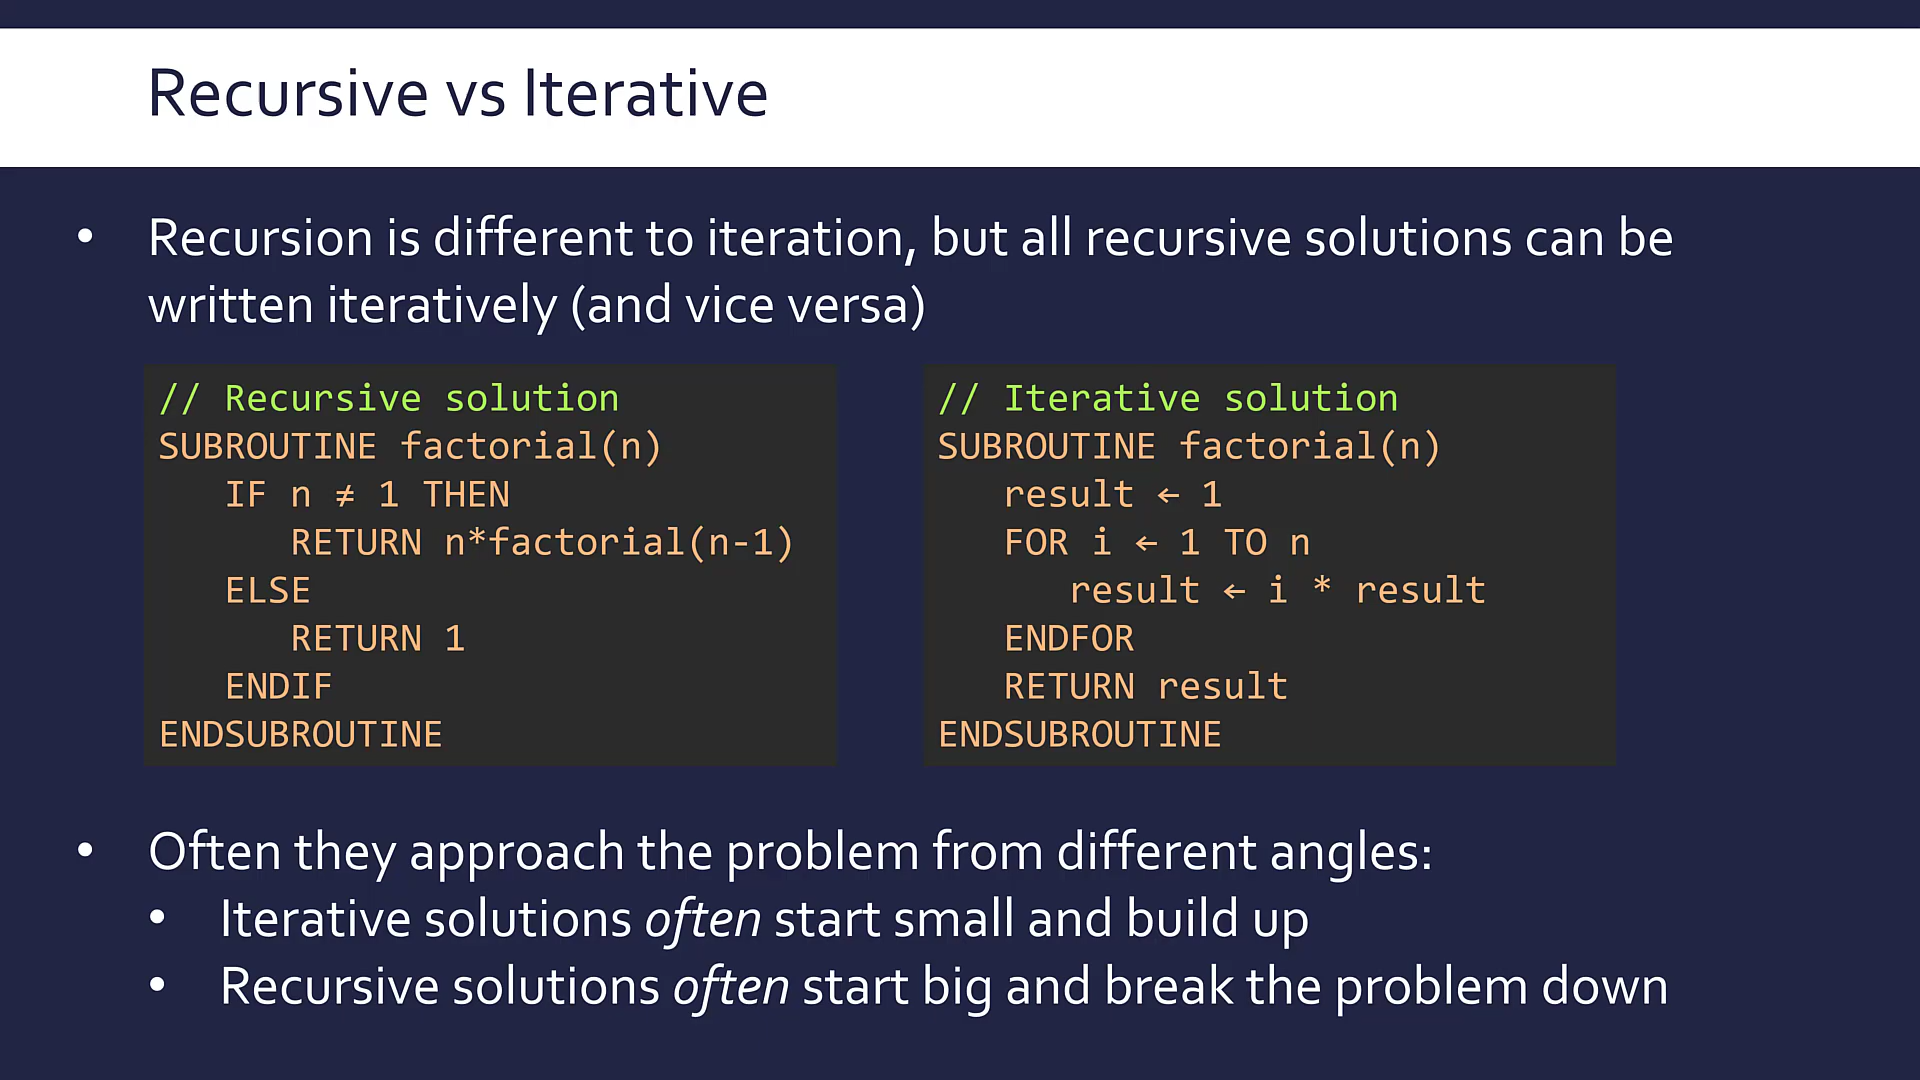 Recursive vs Iterative
• Recursion is different to iteration, but all recursive solutions can be
written iteratively (and vice versa)
// Recursive solution
SUBROUTINE factorial(n)
   IF n ≠ 1 THEN
      RETURN n*factorial(n-1)
   ELSE
      RETURN 1
   ENDIF
ENDSUBROUTINE
// Iterative solution
SUBROUTINE factorial(n)
   result ← 1
   FOR i ← 1 TO n
      result ← i * result
   ENDFOR
   RETURN result
ENDSUBROUTINE
• Often they approach the problem from different angles:
• Iterative solutions often start small and build up
• Recursive solutions often start big and break the problem down